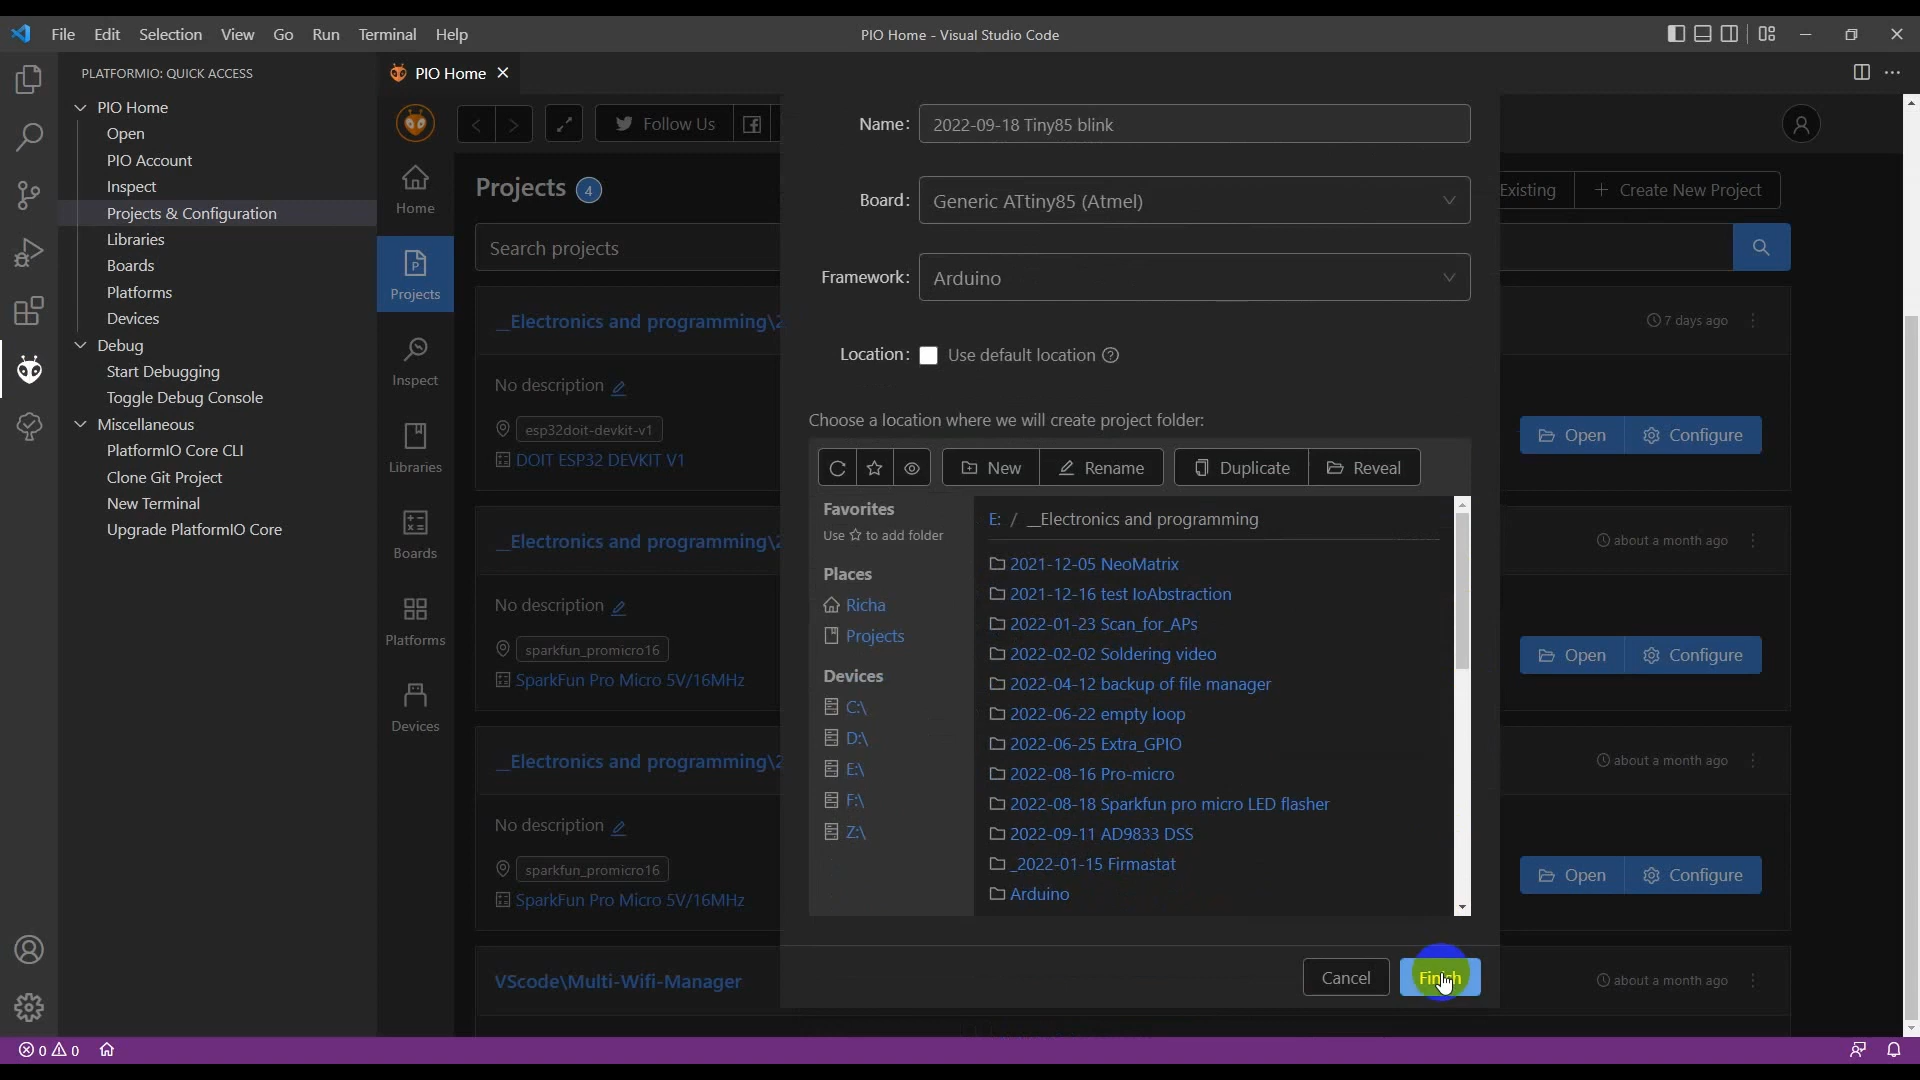 File Edit Selection View Go Run Terminal Help
PIO Home - Visual Studio Code
PLATFORMIO: QUICK ACCESS
PIO Home
Open
PIO Account
Inspect
Projects & Configuration
Libraries
Boards
Platforms
Devices
Debug
Start Debugging
Toggle Debug Console
Miscellaneous
PlatformIO Core CLI
Clone Git Project
New Terminal
Upgrade PlatformIO Core
PIO Home
Follow Us
Home
Projects
Inspect
Libraries
Boards
Platforms
Devices
Projects 4
Existing
Create New Project
Search projects
__Electronics and programming\2
7 days ago
No description
esp32doit-devkit-v1
DOIT ESP32 DEVKIT V1
Open Configure
__Electronics and programming\2
about a month ago
No description
sparkfun_promicro16
SparkFun Pro Micro 5V/16MHz
Open Configure
__Electronics and programming\2
about a month ago
No description
sparkfun_promicro16
SparkFun Pro Micro 5V/16MHz
Open Configure
VScode\Multi-Wifi-Manager
about a month ago
Name: 2022-09-18 Tiny85 blink
Board: Generic ATtiny85 (Atmel)
Framework: Arduino
Location: Use default location
Choose a location where we will create project folder:
New Rename Duplicate Reveal
Favorites
Use ☆ to add folder
Places
Richa
Projects
Devices
C:\
D:\
E:\
F:\
Z:\
E: / __Electronics and programming
2021-12-05 NeoMatrix
2021-12-16 test IoAbstraction
2022-01-23 Scan_for_APs
2022-02-02 Soldering video
2022-04-12 backup of file manager
2022-06-22 empty loop
2022-06-25 Extra_GPIO
2022-08-16 Pro-micro
2022-08-18 Sparkfun pro micro LED flasher
2022-09-11 AD9833 DSS
_2022-01-15 Firmastat
Arduino
Cancel Finish
0 0